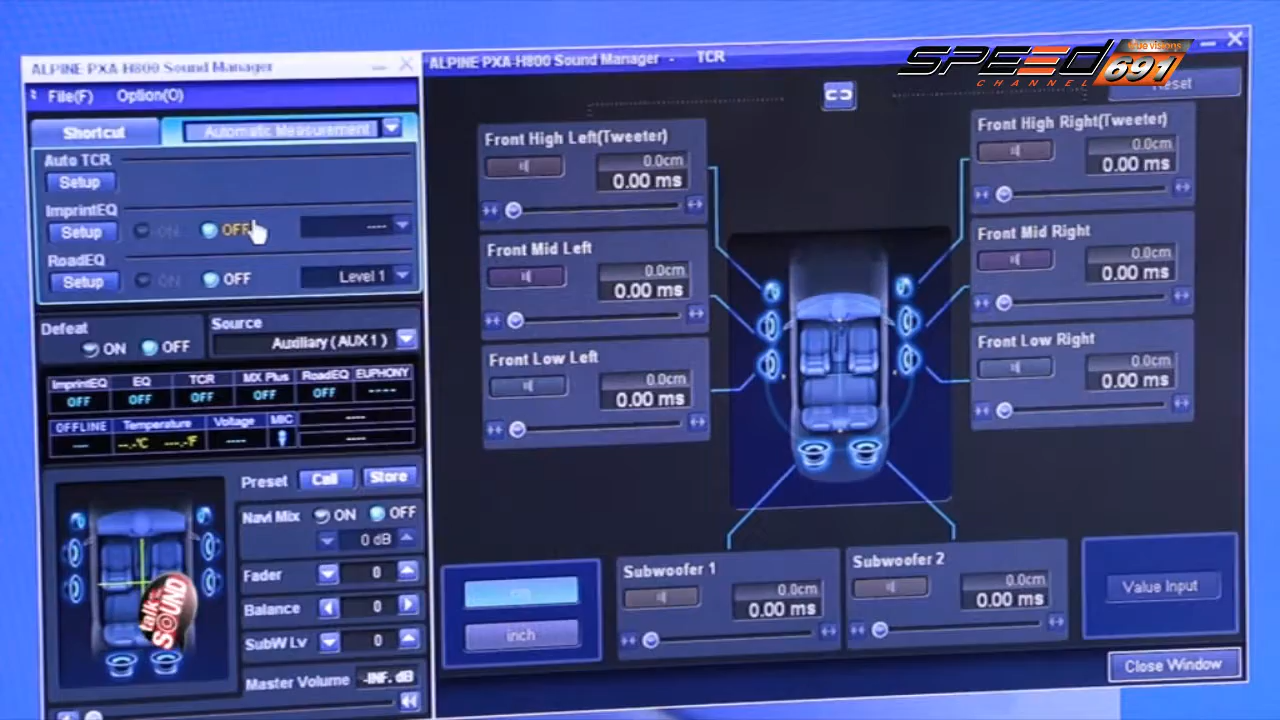 ALPINE PXA-H800 Sound Manager
File(F) Option(O)
Shortcut Automatic Measurement
Auto TCR
Setup
ImprintEQ
Setup ON OFF ----
RoadEQ
Setup ON OFF Level 1
Defeat
ON OFF
Source
Auxiliary ( AUX 1 )
ImprintEQ EQ TCR MX Plus RoadEQ EUPHONY
OFF OFF OFF OFF OFF ----
OFFLINE Temperature Voltage MIC ----
---- --.-°C ---.-°F ---- ----
Preset Call Store
Navi Mix ON OFF
0 dB
Fader 0
Balance 0
SubW Lv 0
Master Volume -INF. dB
talk to
SOUND
ALPINE PXA-H800 Sound Manager - TCR
SPEED
CHANNEL
true visions
691
Reset
Front High Left(Tweeter)
0.0cm
0.00 ms
Front Mid Left
0.0cm
0.00 ms
Front Low Left
0.0cm
0.00 ms
Front High Right(Tweeter)
0.0cm
0.00 ms
Front Mid Right
0.0cm
0.00 ms
Front Low Right
0.0cm
0.00 ms
cm
inch
Subwoofer 1
0.0cm
0.00 ms
Subwoofer 2
0.0cm
0.00 ms
Value Input
Close Window